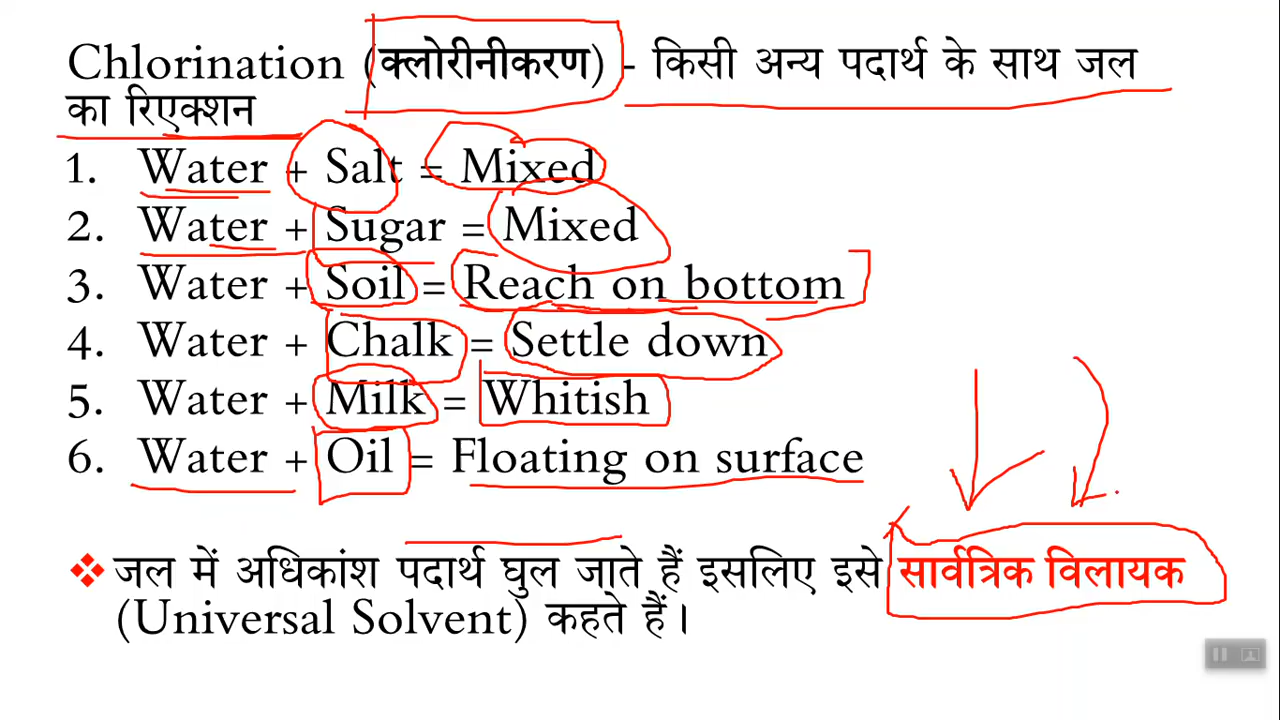 Chlorination (क्लोरीनीकरण) - किसी अन्य पदार्थ के साथ जल
का रिएक्शन
1. Water + Salt = Mixed
2. Water + Sugar = Mixed
3. Water + Soil = Reach on bottom
4. Water + Chalk = Settle down
5. Water + Milk = Whitish
6. Water + Oil = Floating on surface
❖ जल में अधिकांश पदार्थ घुल जाते हैं इसलिए इसे सार्वत्रिक विलायक
(Universal Solvent) कहते हैं।